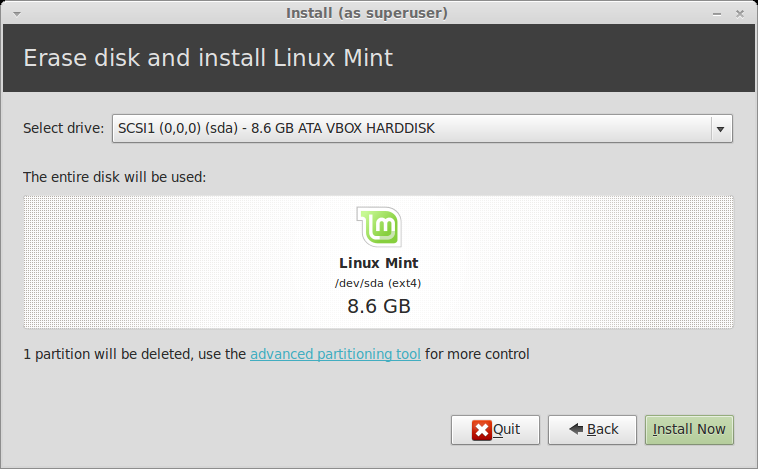 Install (as superuser)
Erase disk and install Linux Mint
Select drive: SCSI1 (0,0,0) (sda) - 8.6 GB ATA VBOX HARDDISK
The entire disk will be used:
lm
Linux Mint
/dev/sda (ext4)
8.6 GB
1 partition will be deleted, use the advanced partitioning tool for more control
Quit Back Install Now